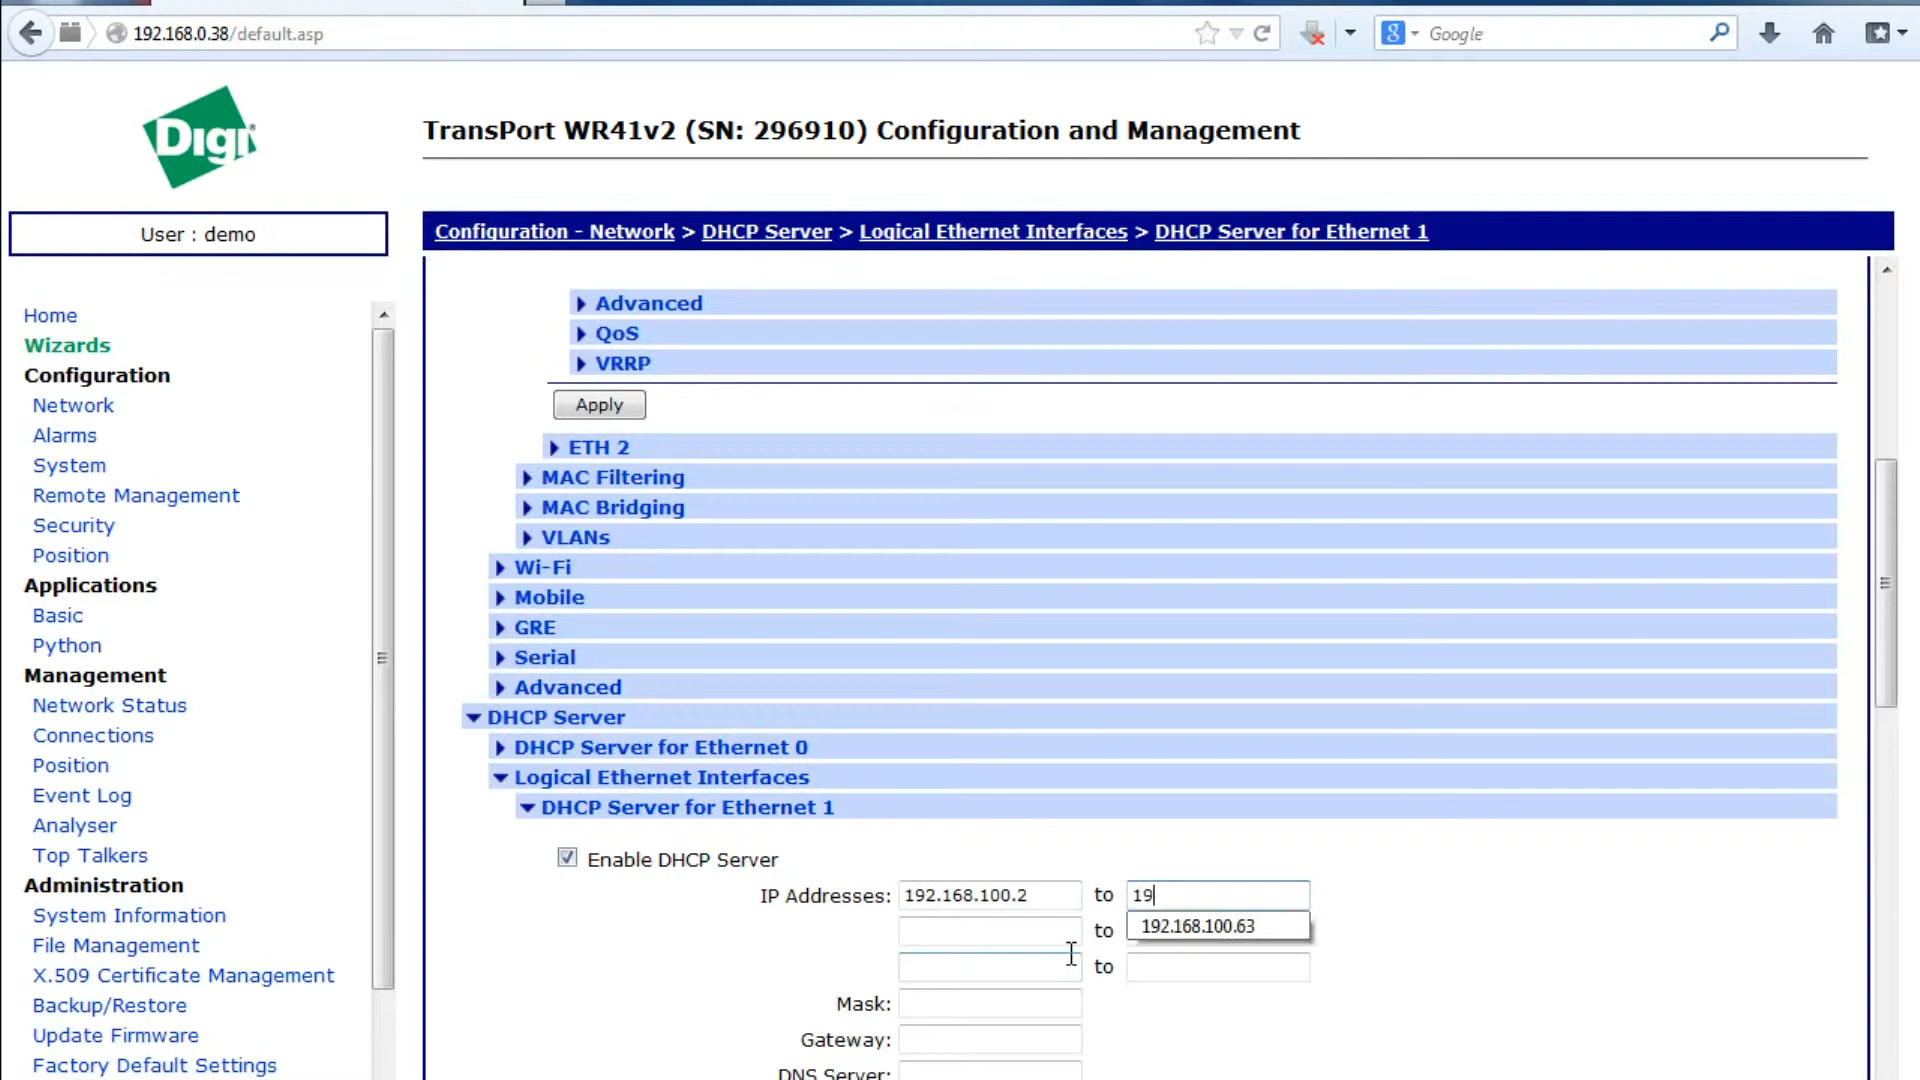 192.168.0.38/default.asp
Google
Digi
TransPort WR41v2 (SN: 296910) Configuration and Management
User : demo
Configuration - Network > DHCP Server > Logical Ethernet Interfaces > DHCP Server for Ethernet 1
Home
Wizards
Configuration
Network
Alarms
System
Remote Management
Security
Position
Applications
Basic
Python
Management
Network Status
Connections
Position
Event Log
Analyser
Top Talkers
Administration
System Information
File Management
X.509 Certificate Management
Backup/Restore
Update Firmware
Factory Default Settings
Advanced
QoS
VRRP
Apply
ETH 2
MAC Filtering
MAC Bridging
VLANs
Wi-Fi
Mobile
GRE
Serial
Advanced
DHCP Server
DHCP Server for Ethernet 0
Logical Ethernet Interfaces
DHCP Server for Ethernet 1
Enable DHCP Server
IP Addresses: 192.168.100.2 to 19
192.168.100.63
to
to
Mask:
Gateway:
DNS Server: